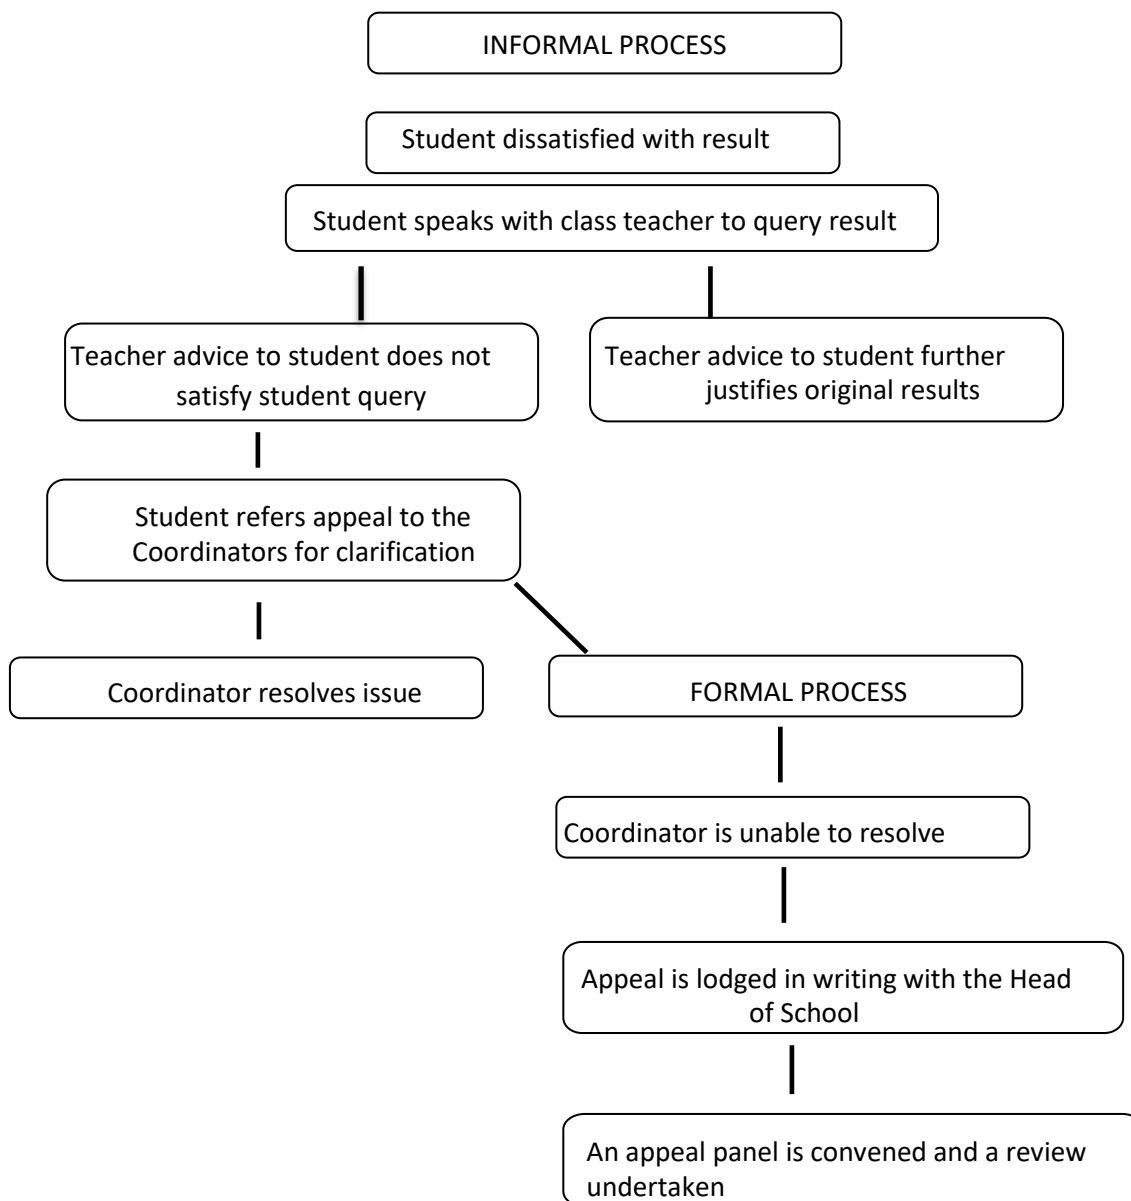 INFORMAL PROCESS
Student dissatisfied with result
Student speaks with class teacher to query result
Teacher advice to student does not
satisfy student query
Teacher advice to student further
justifies original results
Student refers appeal to the
Coordinators for clarification
Coordinator resolves issue
FORMAL PROCESS
Coordinator is unable to resolve
Appeal is lodged in writing with the Head
of School
An appeal panel is convened and a review
undertaken